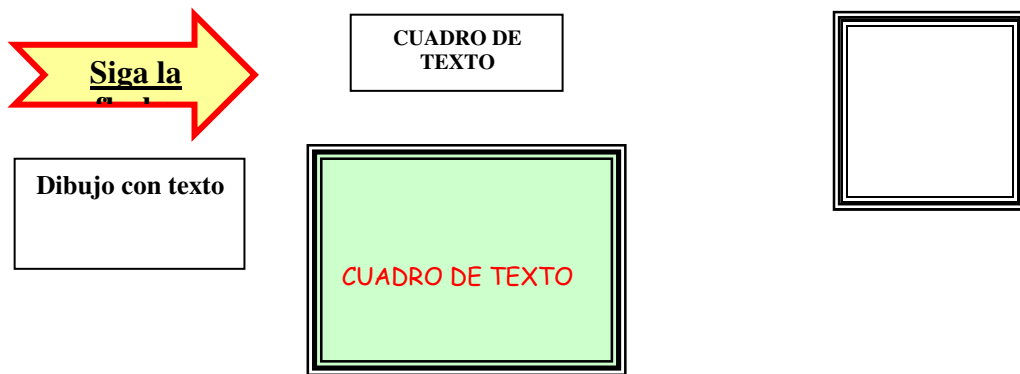 Siga la
CUADRO DE
TEXTO
Dibujo con texto
CUADRO DE TEXTO